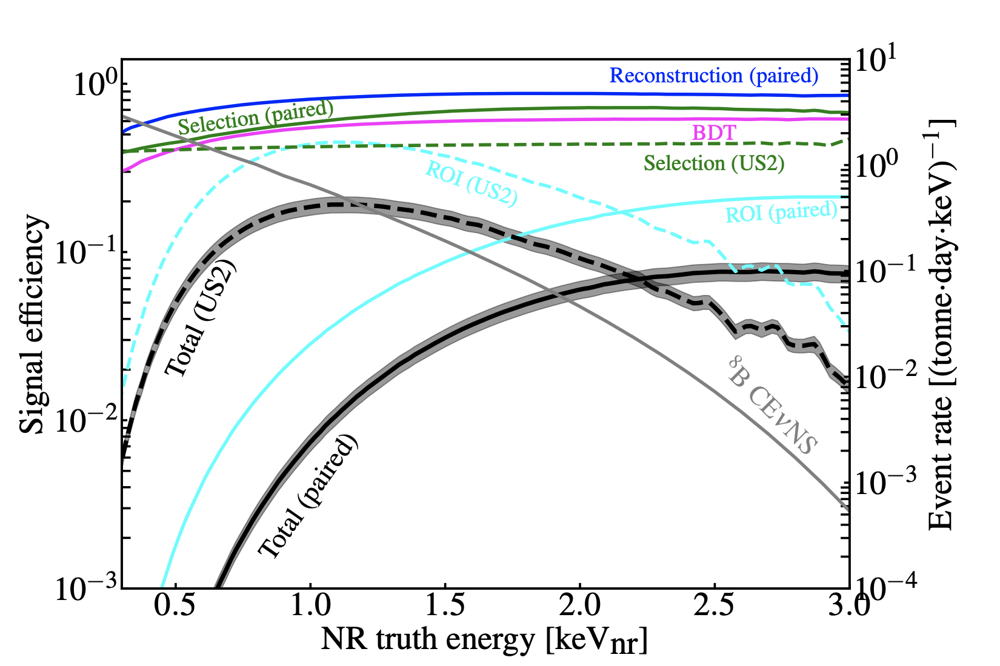 Signal efficiency
10⁰
10⁻¹
10⁻²
10⁻³
Reconstruction (paired)
Selection (paired)
BDT
Selection (US2)
ROI (US2)
ROI (paired)
Total (US2)
Total (paired)
⁸B CEνNS
10¹
10⁰
10⁻¹
10⁻²
10⁻³
10⁻⁴
Event rate [(tonne·day·keV)⁻¹]
0.5 1.0 1.5 2.0 2.5 3.0
NR truth energy [keVnr]